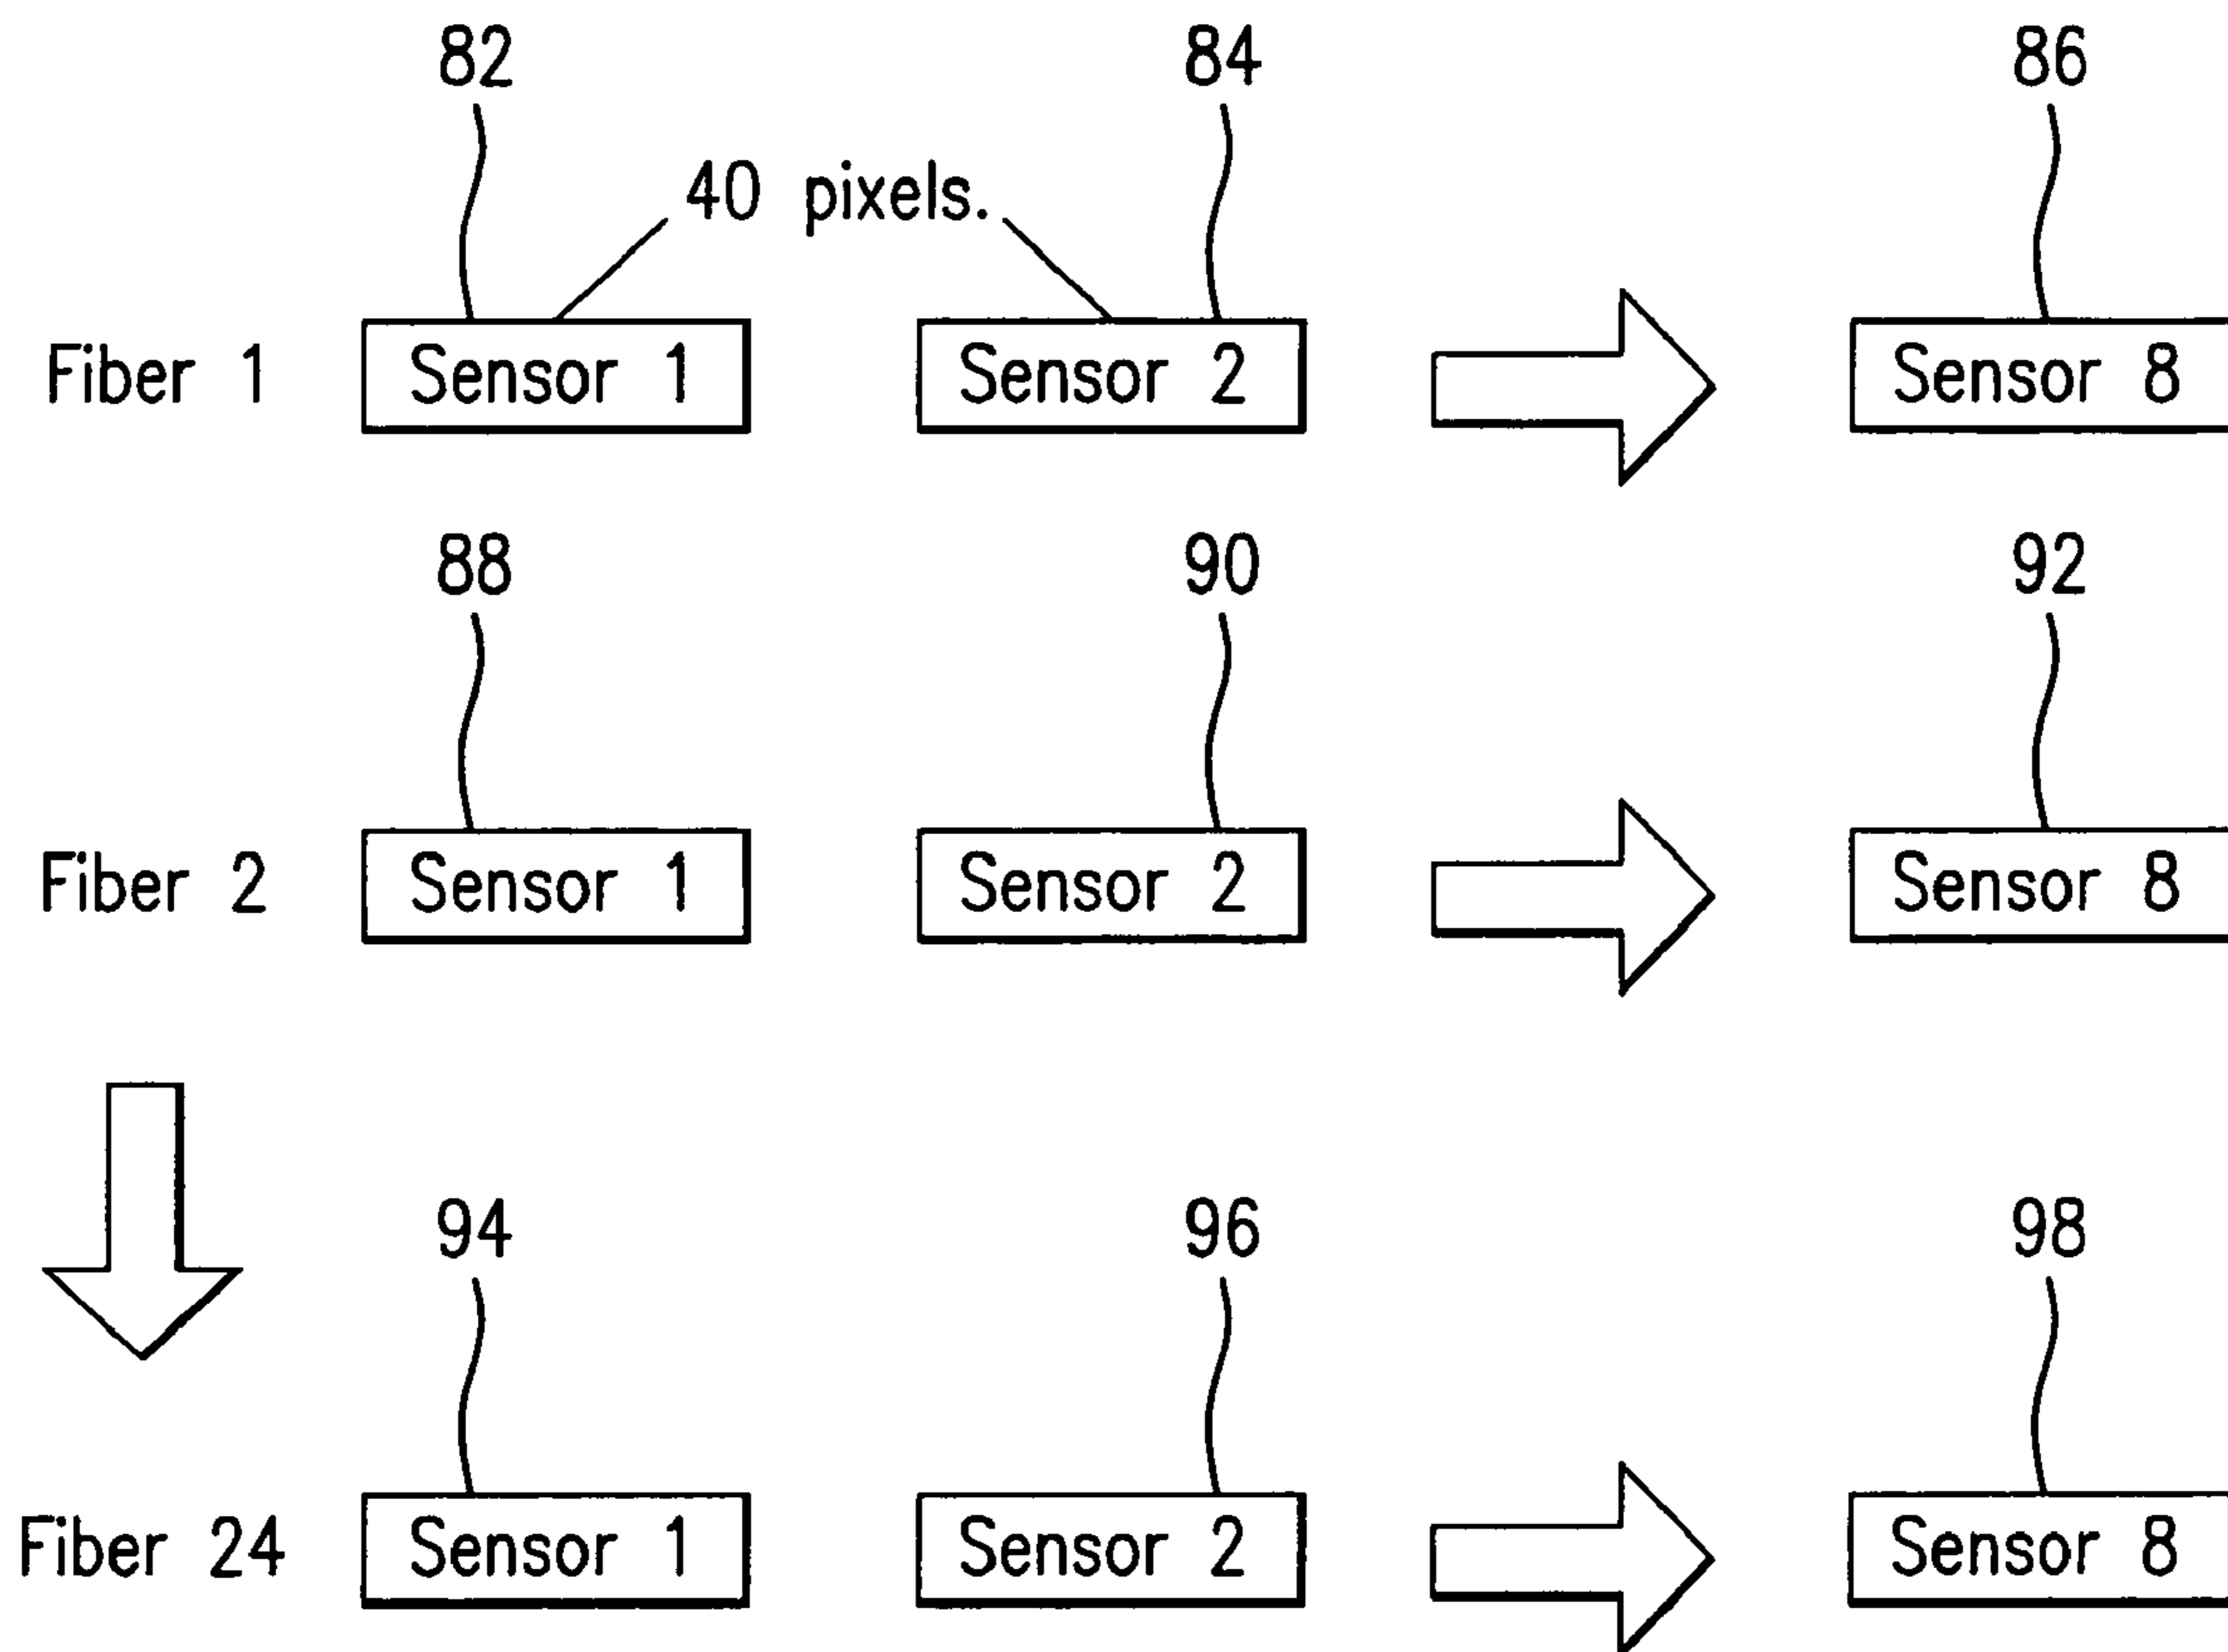 82 84 86
40 pixels.
Fiber 1 Sensor 1 Sensor 2 Sensor 8
88 90 92
Fiber 2 Sensor 1 Sensor 2 Sensor 8
94 96 98
Fiber 24 Sensor 1 Sensor 2 Sensor 8